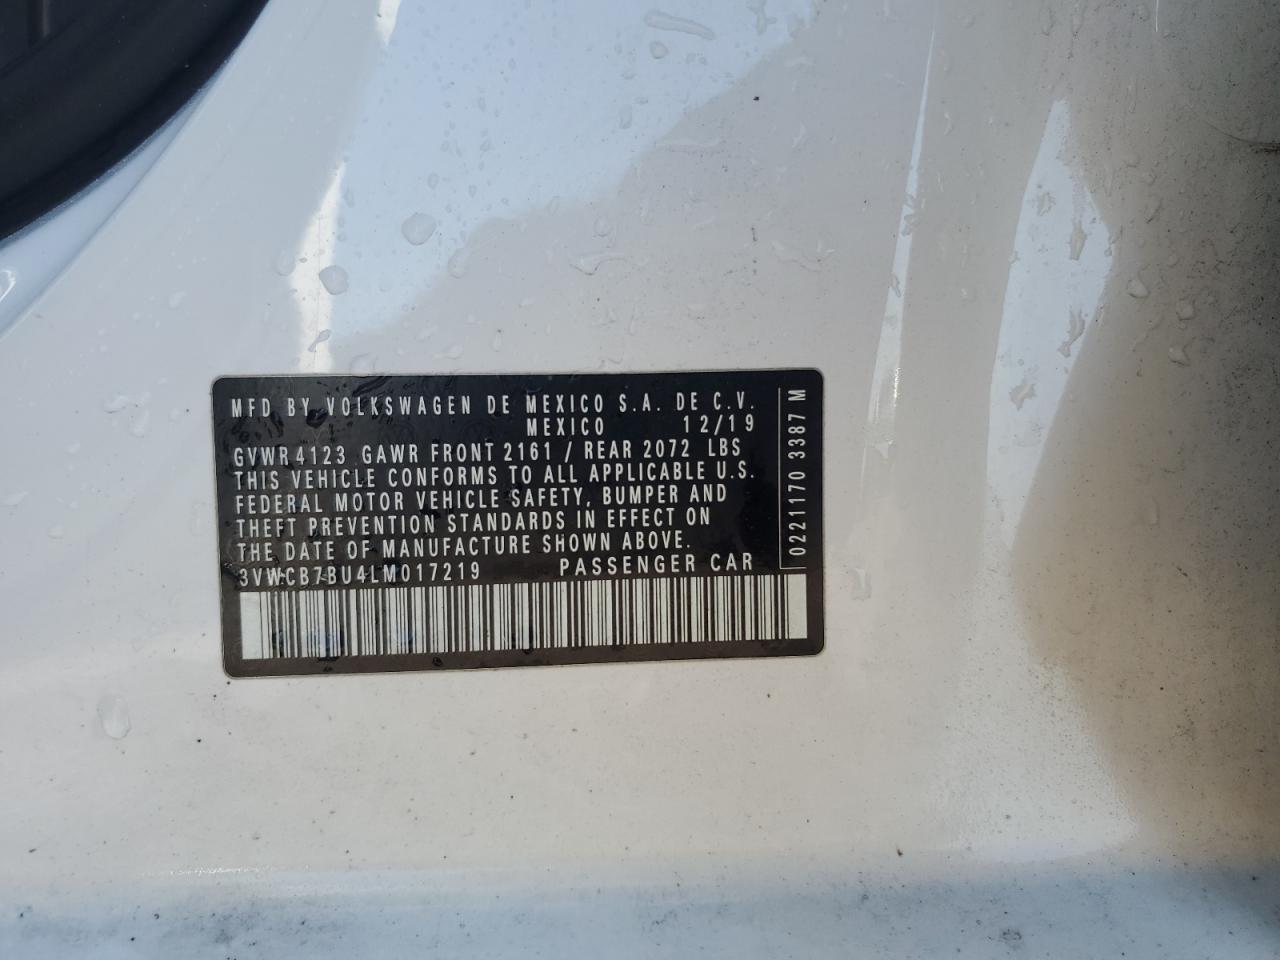 MFD BY VOLKSWAGEN DE MEXICO S.A. DE C.V.
MEXICO 12/19
GVWR 4123 GAWR FRONT 2161 / REAR 2072 LBS
THIS VEHICLE CONFORMS TO ALL APPLICABLE U.S.
FEDERAL MOTOR VEHICLE SAFETY, BUMPER AND
THEFT PREVENTION STANDARDS IN EFFECT ON
THE DATE OF MANUFACTURE SHOWN ABOVE.
3VWCB7BU4LM017219 PASSENGER CAR
0221170 3387 M